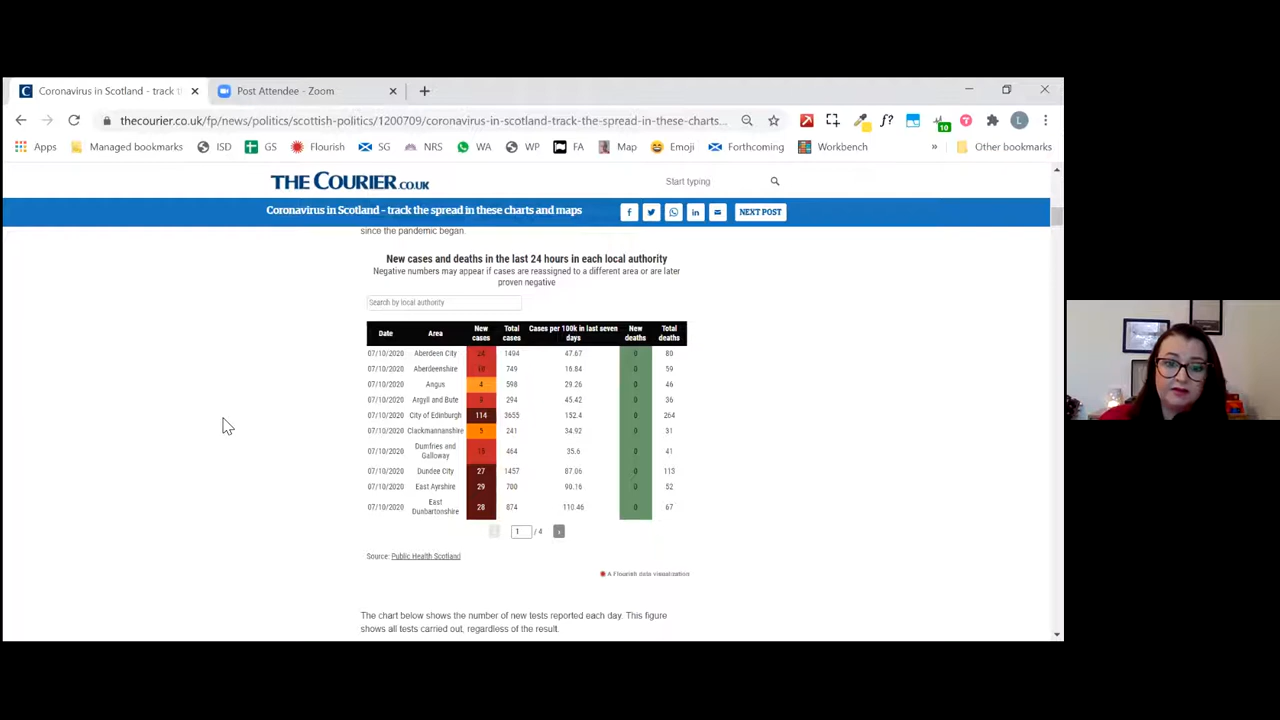 Coronavirus in Scotland - track t
Post Attendee - Zoom
thecourier.co.uk/fp/news/politics/scottish-politics/1200709/coronavirus-in-scotland-track-the-spread-in-these-charts...
10
L
Apps Managed bookmarks ISD GS Flourish SG NRS WA WP FA Map Emoji Forthcoming Workbench » Other bookmarks
THE COURIER.CO.UK
Start typing
Coronavirus in Scotland – track the spread in these charts and maps
NEXT POST
since the pandemic began.
New cases and deaths in the last 24 hours in each local authority
Negative numbers may appear if cases are reassigned to a different area or are later
proven negative
Search by local authority
Date Area New cases Total cases Cases per 100k in last seven days New deaths Total deaths
07/10/2020 Aberdeen City 24 1494 47.67 0 80
07/10/2020 Aberdeenshire 10 749 16.84 0 59
07/10/2020 Angus 4 598 29.26 0 46
07/10/2020 Argyll and Bute 9 294 45.42 0 36
07/10/2020 City of Edinburgh 114 3655 152.4 0 264
07/10/2020 Clackmannanshire 5 241 34.92 0 31
07/10/2020 Dumfries and Galloway 15 464 35.6 0 41
07/10/2020 Dundee City 27 1457 87.06 0 113
07/10/2020 East Ayrshire 29 700 90.16 0 52
07/10/2020 East Dunbartonshire 28 874 110.46 0 67
1 / 4
Source: Public Health Scotland
A Flourish data visualization
The chart below shows the number of new tests reported each day. This figure
shows all tests carried out, regardless of the result.